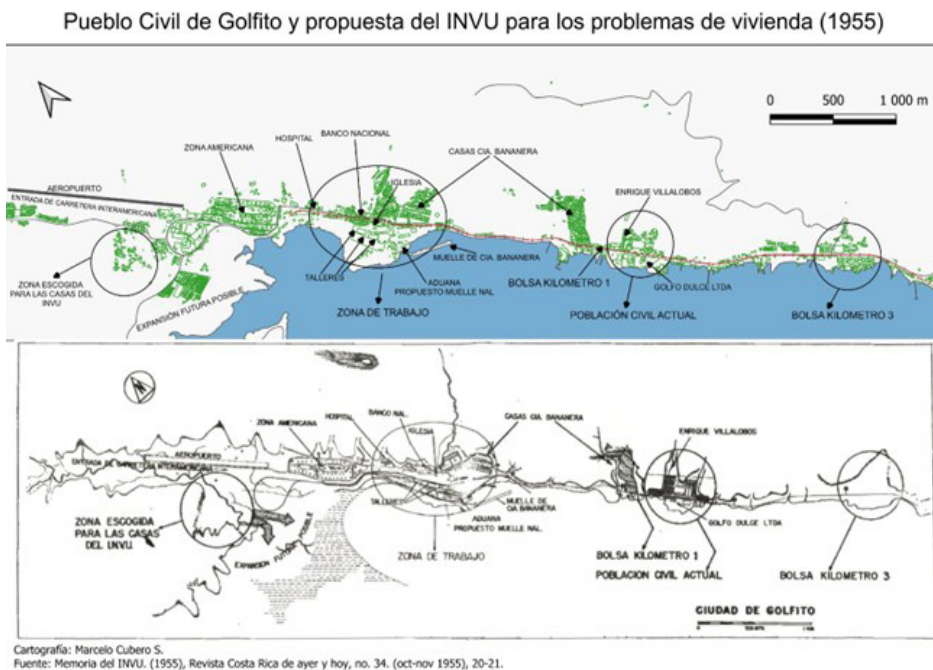 Pueblo Civil de Golfito y propuesta del INVU para los problemas de vivienda (1955)
0 500 1 000 m
HOSPITAL
BANCO NACIONAL
ZONA AMERICANA
CASAS CIA. BANANERA
IGLESIA
ENRIQUE VILLALOBOS
AEROPUERTO
ENTRADA DE CARRETERA INTERAMERICANA
ZONA ESCOGIDA
PARA LAS CASAS DEL
INVU
EXPANSIÓN FUTURA POSIBLE
TALLERES
MUELLE DE CIA. BANANERA
ADUANA
PROPUESTO MUELLE NAL.
ZONA DE TRABAJO
BOLSA KILOMETRO 1
GOLFO DULCE LTDA
POBLACIÓN CIVIL ACTUAL
BOLSA KILOMETRO 3
N
BANCO NAL.
HOSPITAL
ZONA AMERICANA
IGLESIA
CASAS CIA. BANANERA
ENRIQUE VILLALOBOS
AEROPUERTO
ENTRADA DE CARRETERA INTERAMERICANA
TALLERES
MUELLE DE
CIA BANANERA
ADUANA
PROPUESTO MUELLE NAL.
ZONA ESCOGIDA
PARA LAS CASAS
DEL INVU.
EXPANSION FUTURA POSIBLE
ZONA DE TRABAJO
GOLFO DULCE LTDA
BOLSA KILOMETRO 1
POBLACION CIVIL ACTUAL
BOLSA KILOMETRO 3
CIUDAD DE GOLFITO
Cartografía: Marcelo Cubero S.
Fuente: Memoria del INVU. (1955), Revista Costa Rica de ayer y hoy, no. 34. (oct-nov 1955), 20-21.